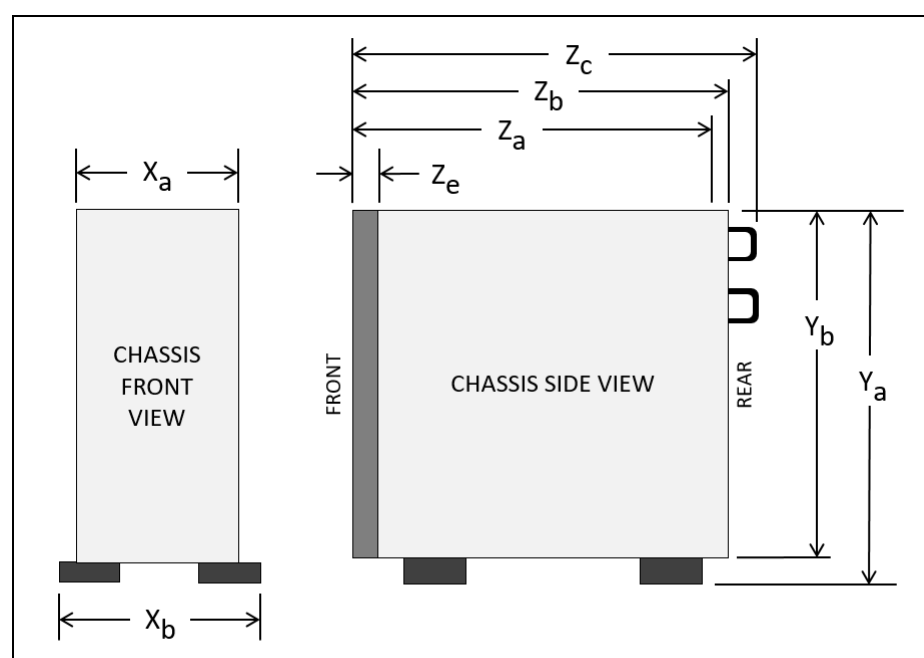 Zc
Zb
Za
Ze
Xa
CHASSIS
FRONT
VIEW
FRONT
CHASSIS SIDE VIEW
REAR
Yb
Ya
Xb